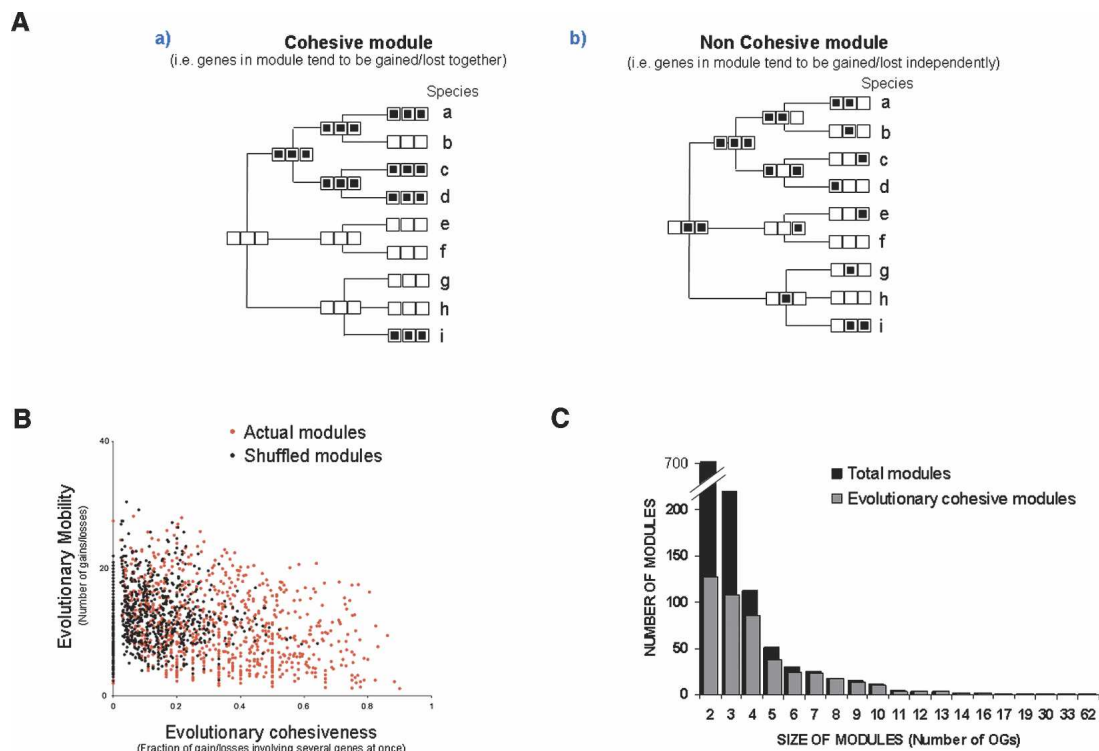 A
a)
Cohesive module
(i.e. genes in module tend to be gained/lost together)
Species
a
b
c
d
e
f
g
h
i
b)
Non Cohesive module
(i.e. genes in module tend to be gained/lost independently)
Species
a
b
c
d
e
f
g
h
i
B
Actual modules
Shuffled modules
Evolutionary Mobility
(Number of gains/losses)
40
20
0
0 0.2 0.4 0.6 0.8 1
Evolutionary cohesiveness
(Fraction of gain/losses involving several genes at once)
C
Total modules
Evolutionary cohesive modules
NUMBER OF MODULES
700
200
150
100
50
0
2 3 4 5 6 7 8 9 10 11 12 13 14 16 17 19 30 33 62
SIZE OF MODULES (Number of OGs)